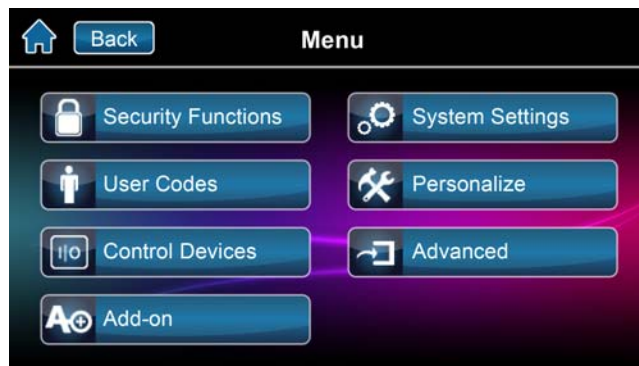 Back
Menu
Security Functions
System Settings
User Codes
Personalize
Control Devices
Advanced
Add-on